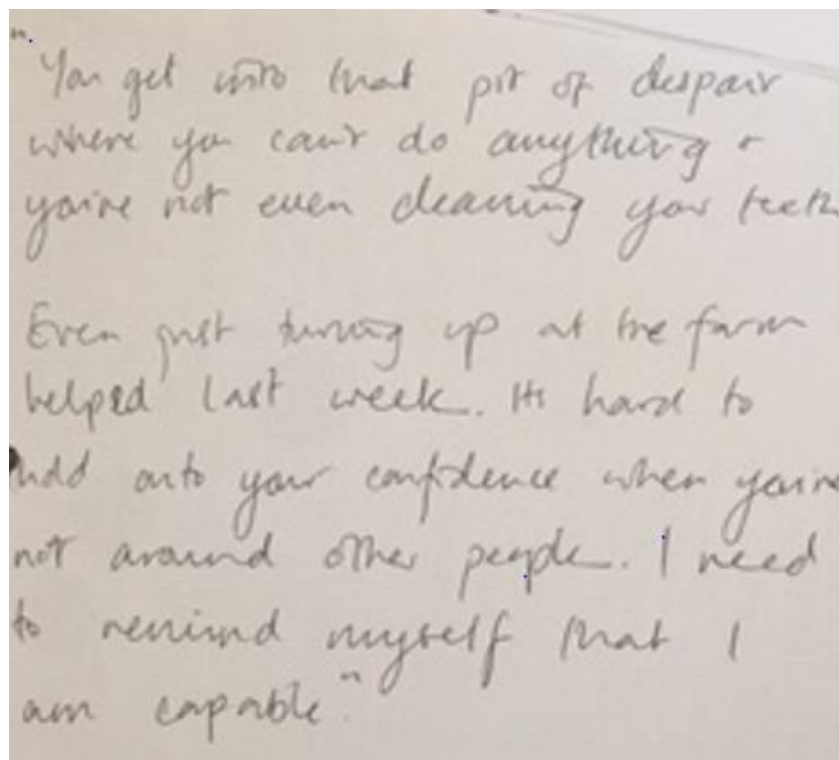 "You get into that pit of despair
where you can't do anything +
you're not even cleaning your teeth
Even just turning up at the farm
helped last week. It's hard to
hold onto your confidence when you're
not around other people. I need
to remind myself that I
am capable".